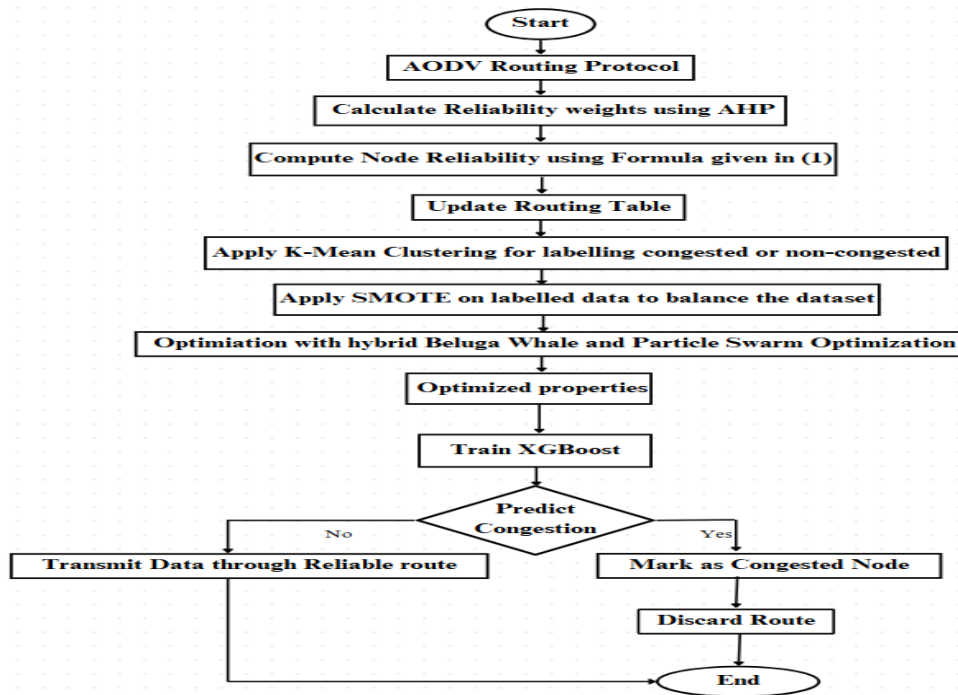 Start
AODV Routing Protocol
Calculate Reliability weights using AHP
Compute Node Reliability using Formula given in (1)
Update Routing Table
Apply K-Mean Clustering for labelling congested or non-congested
Apply SMOTE on labelled data to balance the dataset
Optimiation with hybrid Beluga Whale and Particle Swarm Optimization
Optimized properties
Train XGBoost
Predict
Congestion
No
Yes
Transmit Data through Reliable route
Mark as Congested Node
Discard Route
End